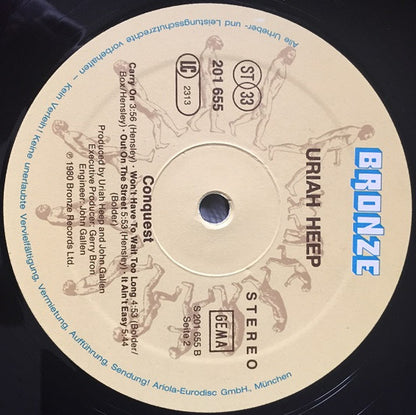 BRONZE
URIAH HEEP
ST 33
201 655
LC
2313
STEREO
GEMA
S 201 655 B
Seite 2
Conquest
Carry On 3:56 (Hensley) · Won't Have To Wait Too Long 4:53 (Bolder/
Box/Hensley) · Out On The Street 5:53 (Hensley) · It Ain't Easy 5:44
(Bolder)
Produced by Uriah Heep and John Gallen
Executive Producer: Gerry Bron
Engineer: John Gallen
℗ 1980 Bronze Records Ltd.
Alle Urheber- und Leistungsschutzrechte vorbehalten – Kein Verleih! Keine unerlaubte Vervielfältigung, Vermietung, Aufführung, Sendung! Ariola-Eurodisc GmbH., München